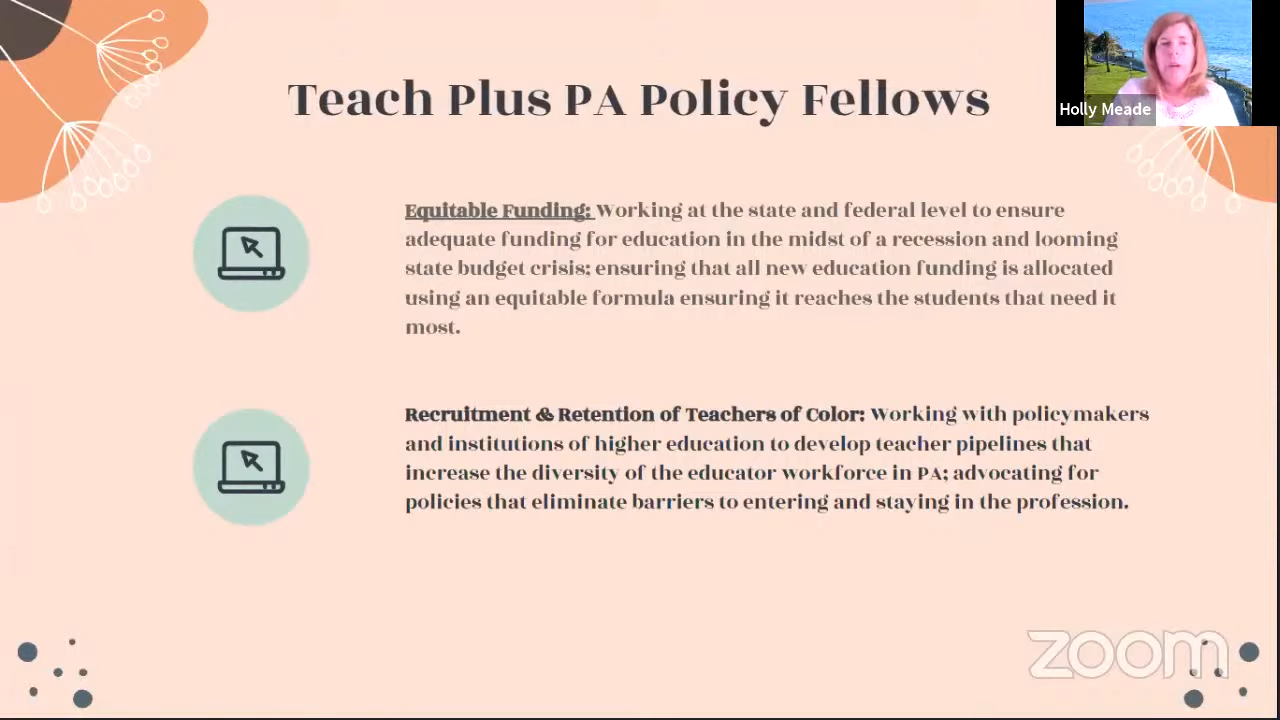 Teach Plus PA Policy Fellows
Holly Meade
Equitable Funding: Working at the state and federal level to ensure
adequate funding for education in the midst of a recession and looming
state budget crisis; ensuring that all new education funding is allocated
using an equitable formula ensuring it reaches the students that need it
most.
Recruitment & Retention of Teachers of Color: Working with policymakers
and institutions of higher education to develop teacher pipelines that
increase the diversity of the educator workforce in PA; advocating for
policies that eliminate barriers to entering and staying in the profession.
zoom